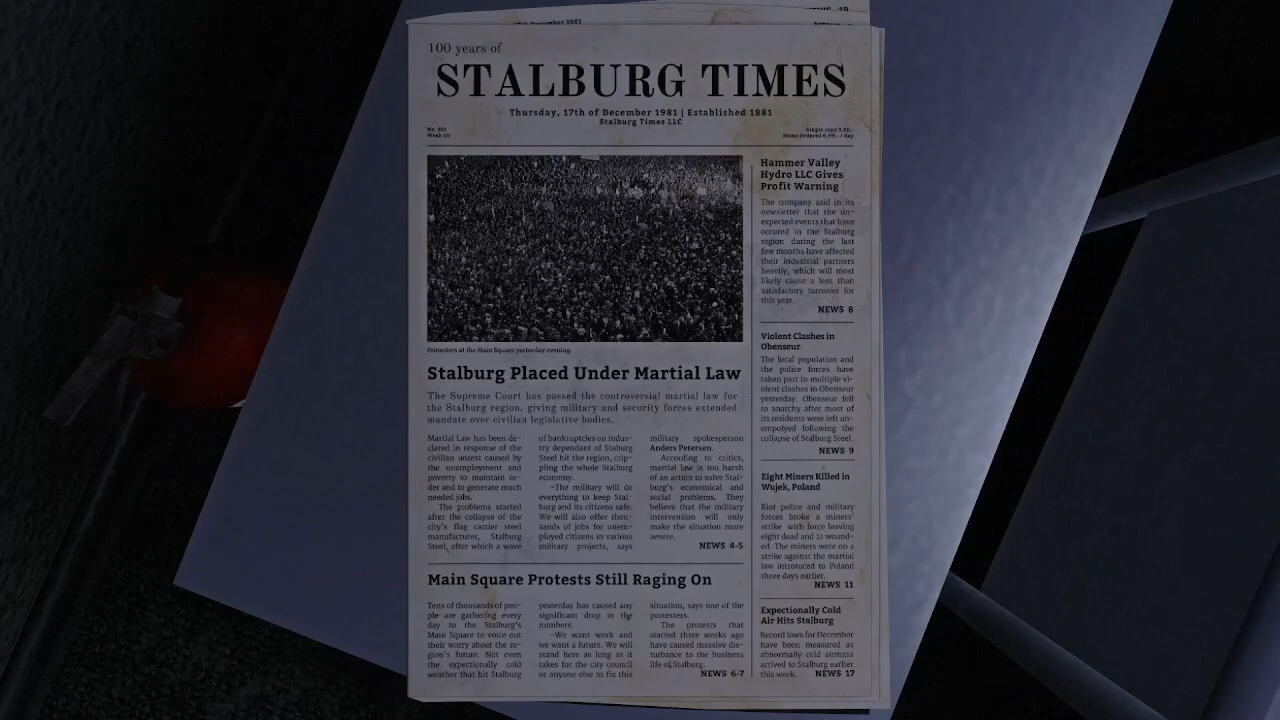 7th December 1981
NEWS 19
100 years of
STALBURG TIMES
Thursday, 17th of December 1981 | Established 1881
Stalburg Times LLC
No. 351
Week 50
Single copy 5,50,-
Home Ordered 0,99,- / day
Protesters at the Main Square yesterday evening.
Stalburg Placed Under Martial Law
The Supreme Court has passed the controversial martial law for
the Stalburg region, giving military and security forces extended
mandate over civilian legislative bodies.
Martial Law has been de-
clared in response of the
civilian unrest caused by
the unemployment and
poverty to maintain or-
der and to generate much
needed jobs.
The problems started
after the collapse of the
city's flag carrier steel
manufacturer, Stalburg
Steel, after which a wave
of bankruptcies on indus-
try dependant of Staburg
Steel hit the region, crip-
pling the whole Stalburg
economy.
–The military will do
everything to keep Stal-
burg and its citizens safe.
We will also offer thou-
sands of jobs for unem-
ployed citizens in various
military projects, says
military spokesperson
Anders Petersen.
According to critics,
martial law is too harsh
of an action to solve Stal-
burg's economical and
social problems. They
believe that the military
intervention will only
make the situation more
severe.
NEWS 4-5
Main Square Protests Still Raging On
Tens of thousands of peo-
ple are gathering every
day to the Stalburg's
Main Square to voice out
their worry about the re-
gion's future. Not even
the expectionally cold
weather that hit Stalburg
yesterday has caused any
significant drop in the
numbers.
–We want work and
we want a future. We will
stand here as long as it
takes for the city council
or anyone else to fix this
situation, says one of the
protesters.
The protests that
started three weeks ago
have caused massive dis-
turbance to the business
life of Stalburg.
NEWS 6-7
Hammer Valley
Hydro LLC Gives
Profit Warning
The company said in its
newsletter that the un-
expected events that have
occured in the Stalburg
region during the last
few months have affected
their industrial partners
heavily, which will most
likely cause a less than
satisfactory turnover for
this year.
NEWS 8
Violent Clashes in
Obenseur
The local population and
the police forces have
taken part in multiple vi-
olent clashes in Obenseur
yesterday. Obenseur fell
to anarchy after most of
its residents were left un-
empolyed following the
collapse of Stalburg Steel.
NEWS 9
Eight Miners Killed in
Wujek, Poland
Riot police and military
forces broke a miners'
strike with force leaving
eight dead and 21 wound-
ed. The miners were on a
strike against the martial
law introtuced to Poland
three days earlier.
NEWS 11
Expectionally Cold
Air Hits Stalburg
Record lows for December
have been measured as
abnormally cold airmass
arrived to Stalburg earlier
this week.
NEWS 17